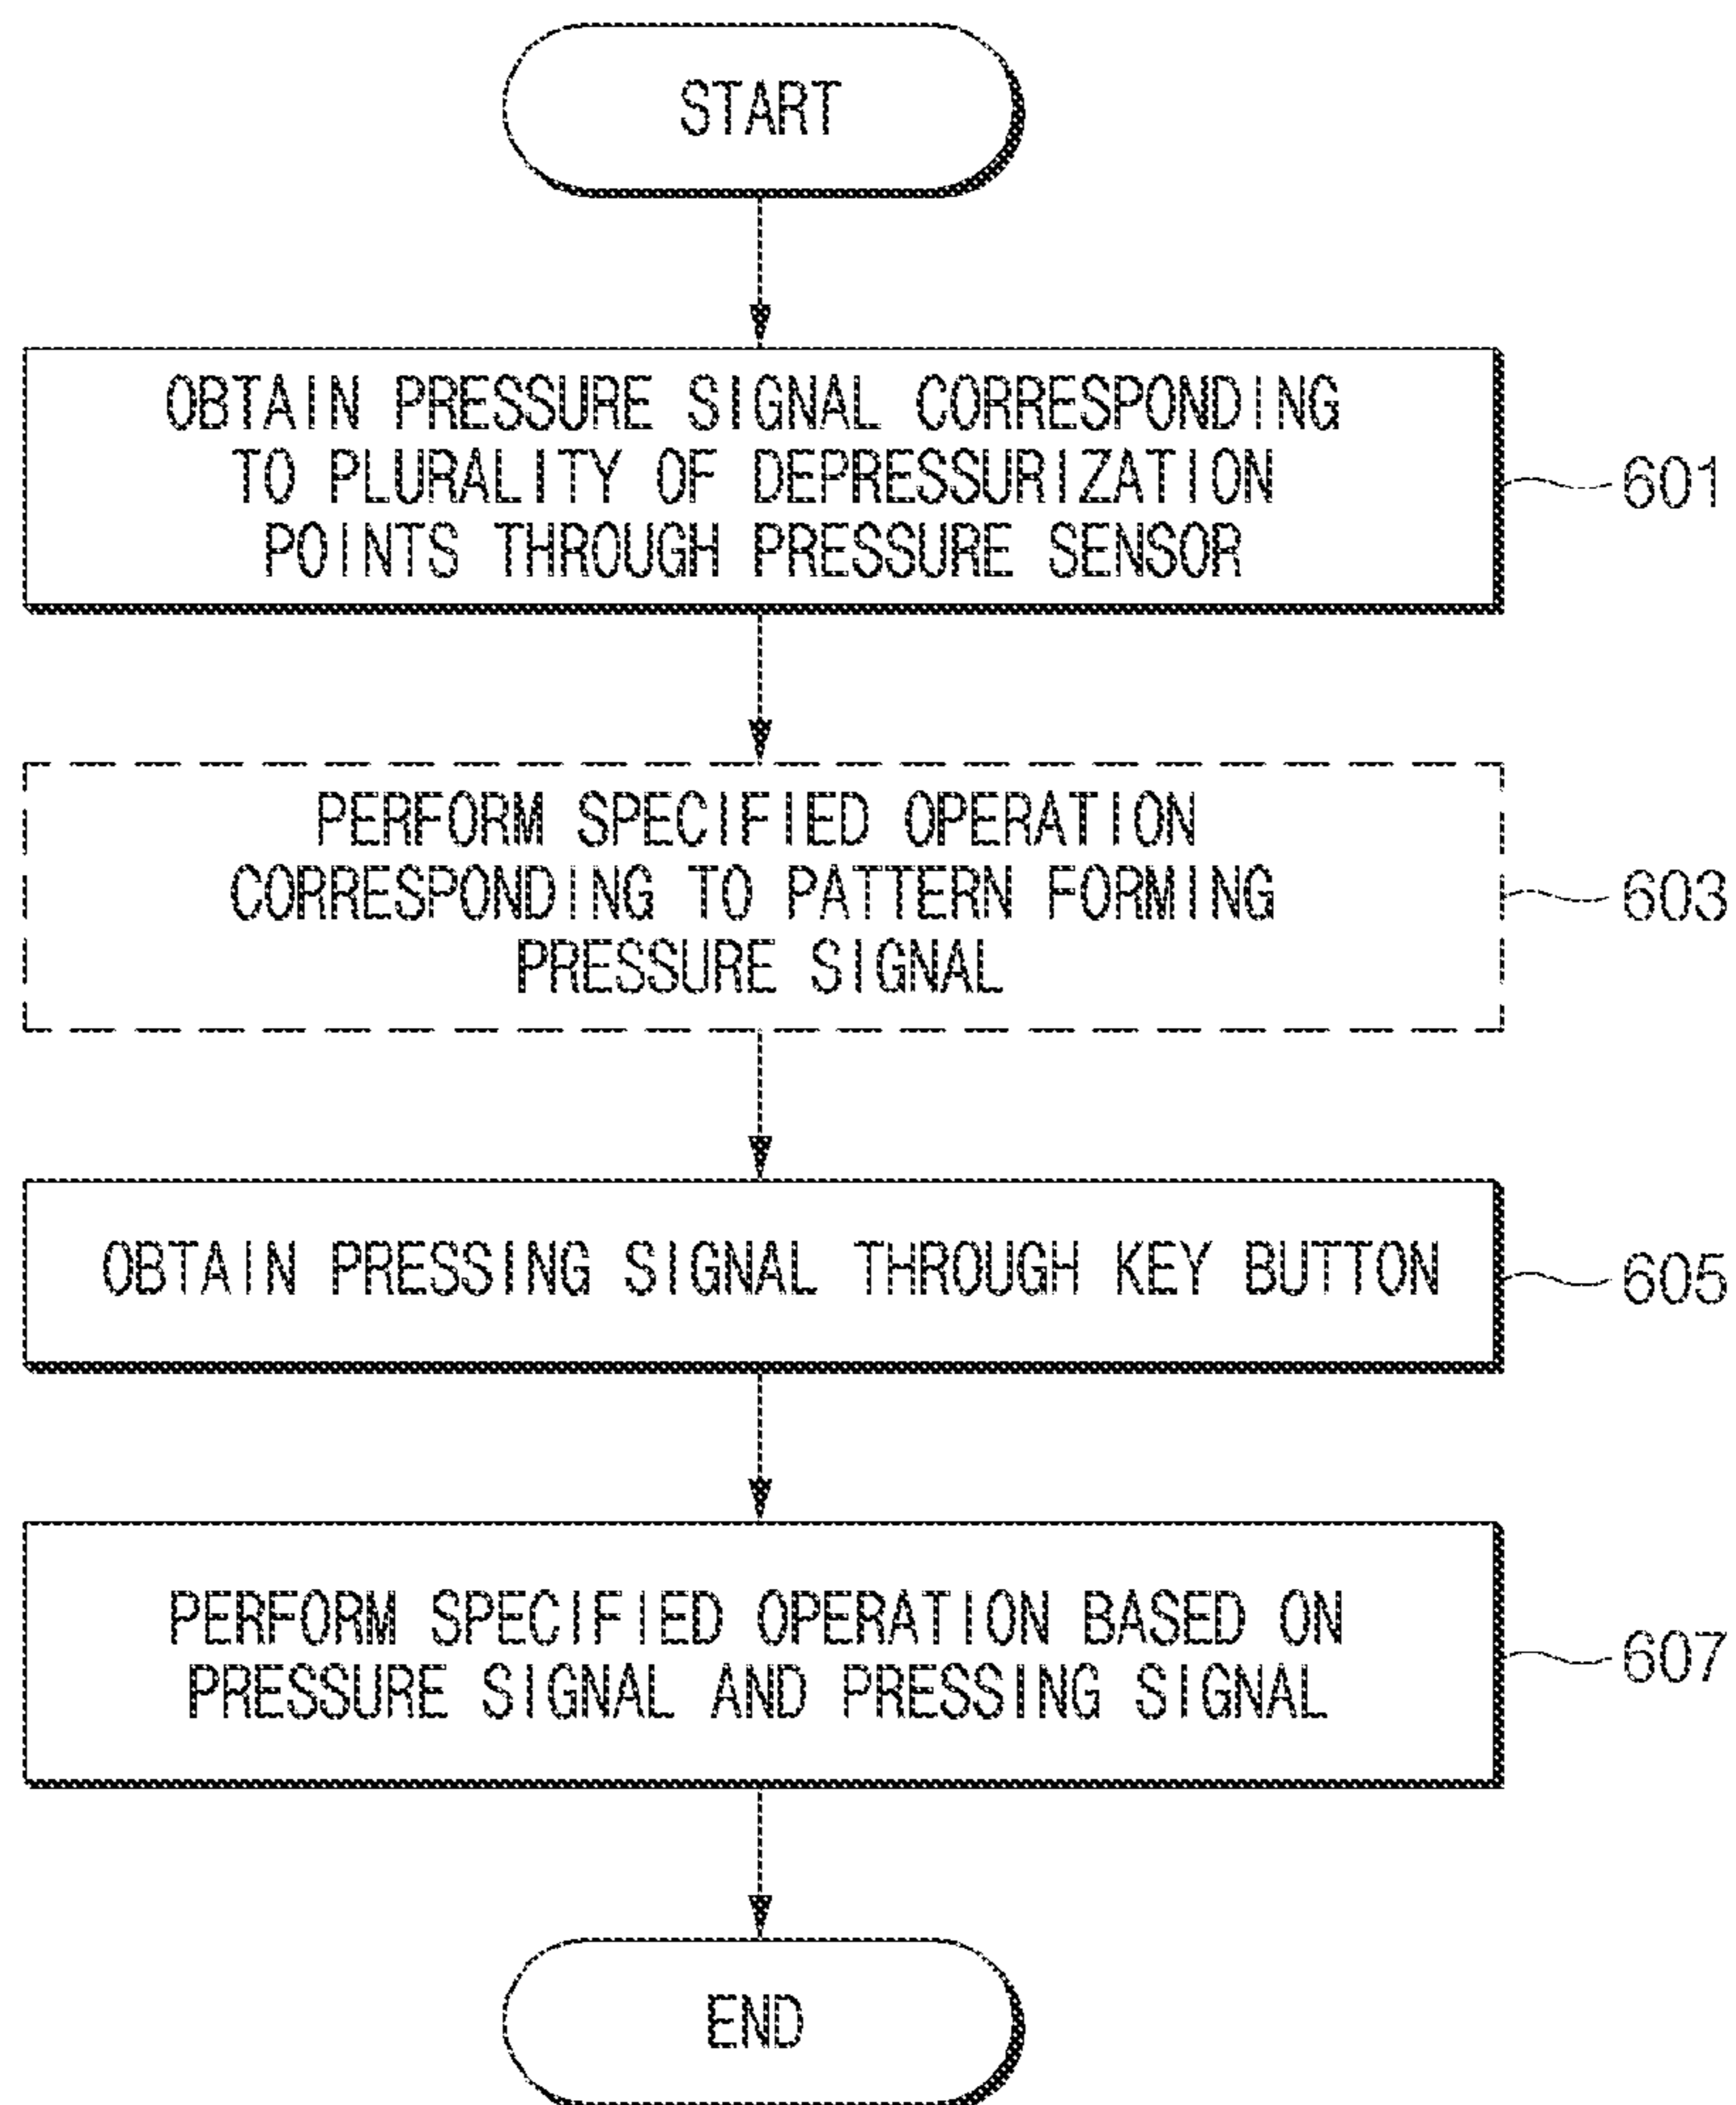 START
OBTAIN PRESSURE SIGNAL CORRESPONDING
TO PLURALITY OF DEPRESSURIZATION
POINTS THROUGH PRESSURE SENSOR
601
PERFORM SPECIFIED OPERATION
CORRESPONDING TO PATTERN FORMING
PRESSURE SIGNAL
603
OBTAIN PRESSING SIGNAL THROUGH KEY BUTTON
605
PERFORM SPECIFIED OPERATION BASED ON
PRESSURE SIGNAL AND PRESSING SIGNAL
607
END